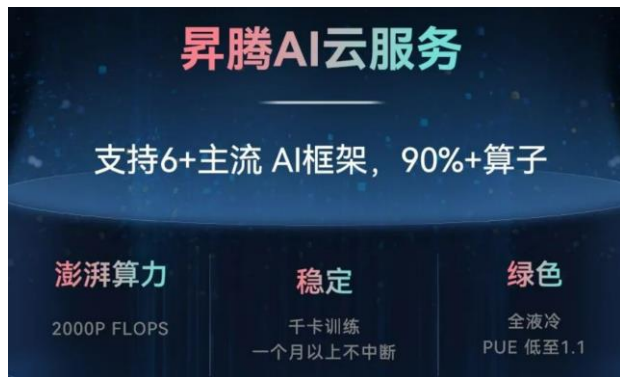 昇腾AI云服务
支持6+主流 AI框架，90%+算子
澎湃算力
2000P FLOPS
稳定
千卡训练
一个月以上不中断
绿色
全液冷
PUE 低至1.1